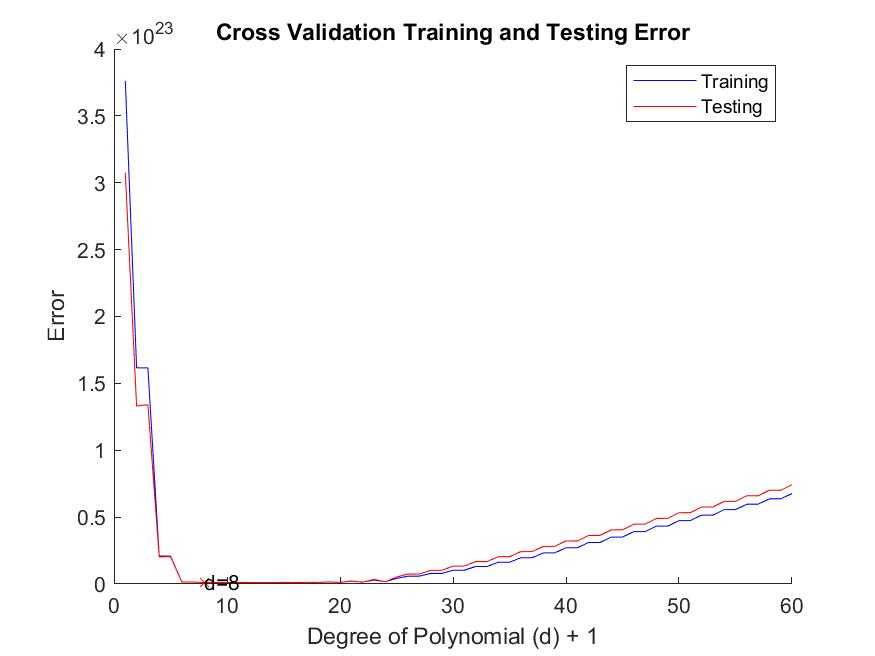 Cross Validation Training and Testing Error
×10^23
4
3.5
3
2.5
2
1.5
1
0.5
0
Error
Training
Testing
d=8
0 10 20 30 40 50 60
Degree of Polynomial (d) + 1